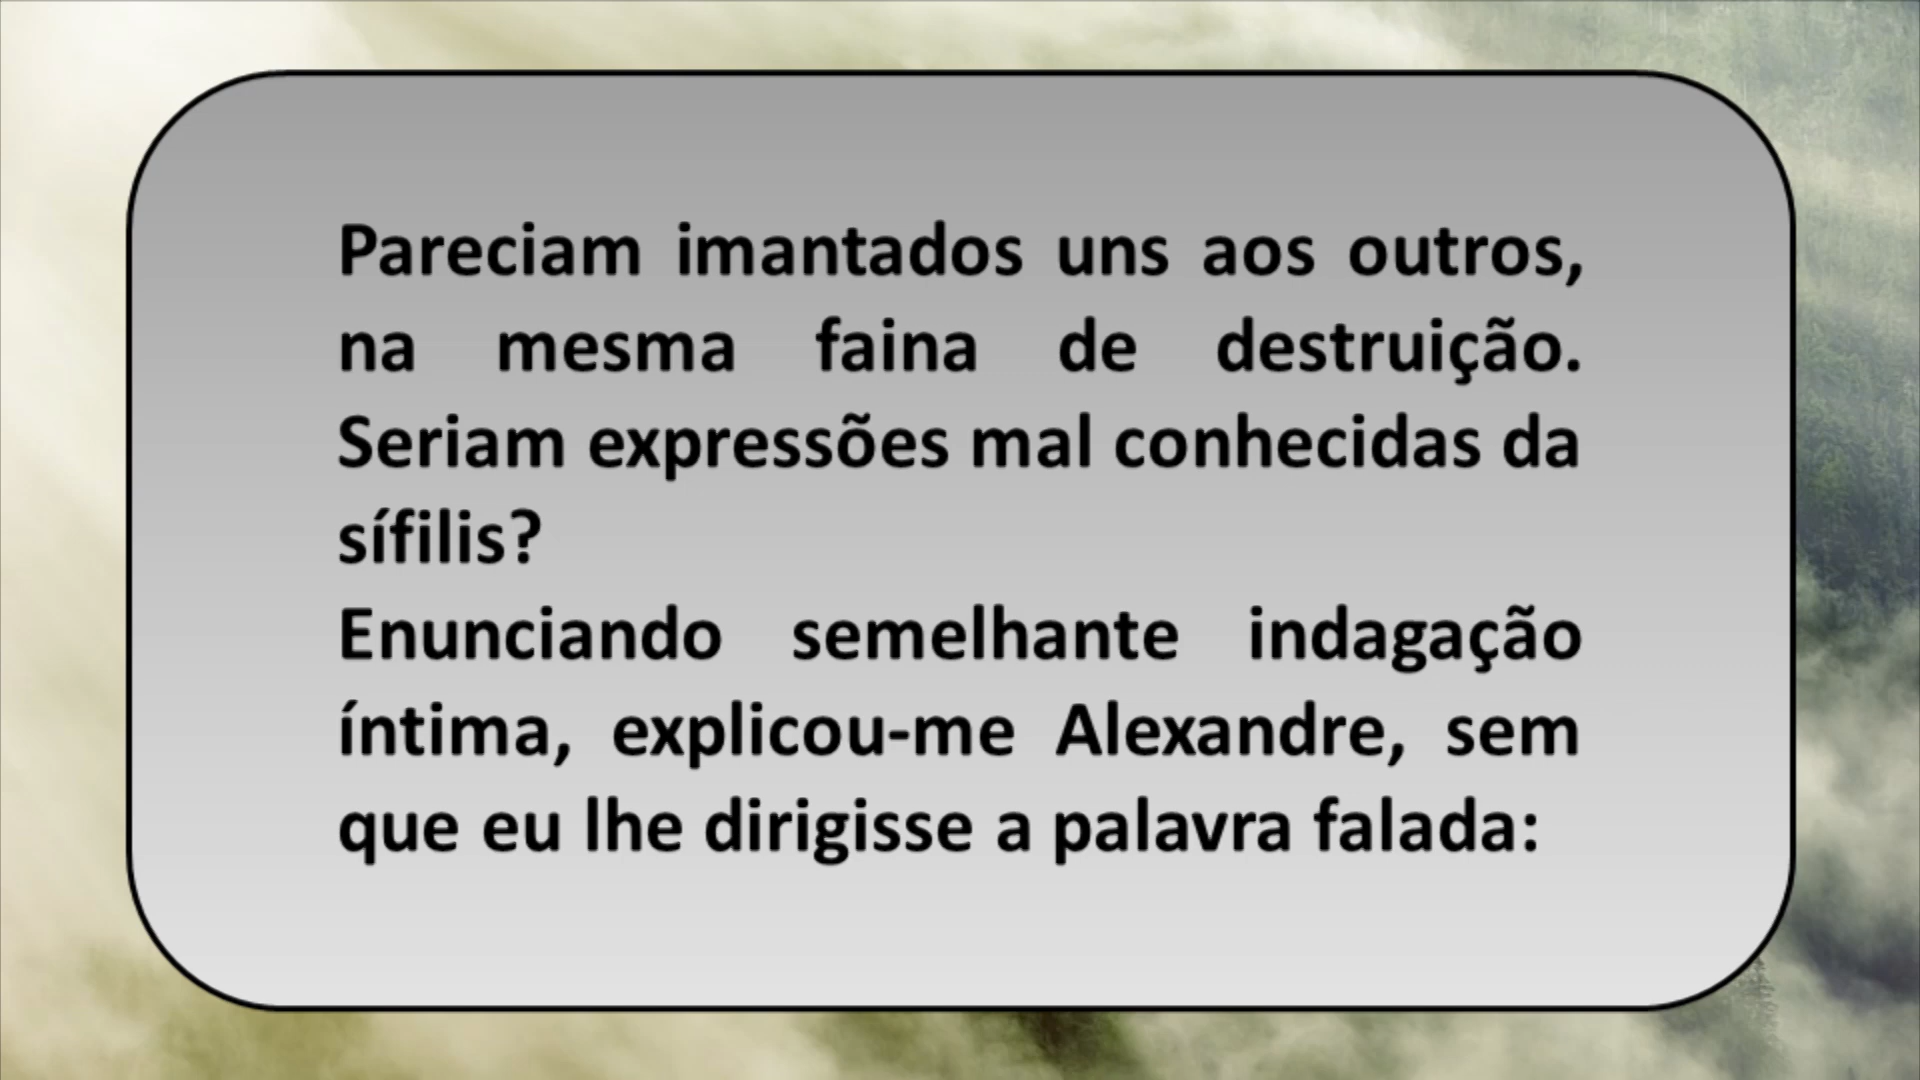 Pareciam imantados uns aos outros,
na mesma faina de destruição.
Seriam expressões mal conhecidas da
sífilis?
Enunciando semelhante indagação
íntima, explicou-me Alexandre, sem
que eu lhe dirigisse a palavra falada: